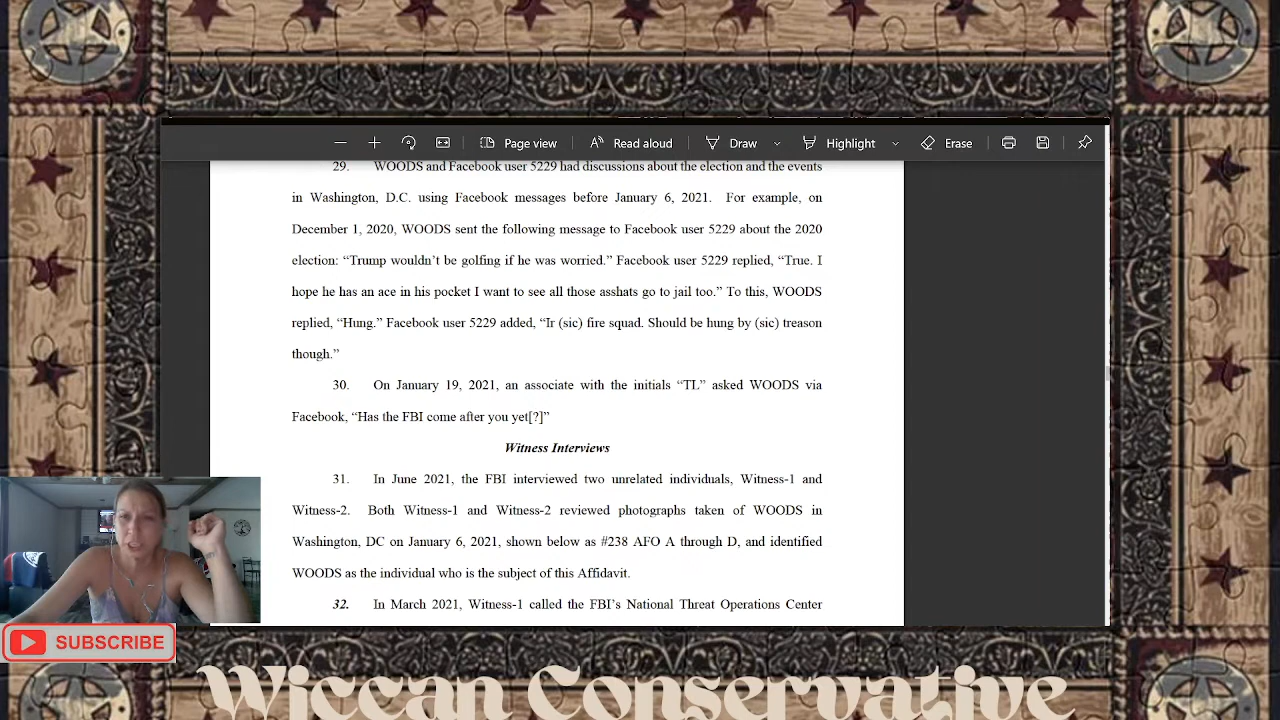 Page view
Read aloud
Draw
Highlight
Erase
29. WOODS and Facebook user 5229 had discussions about the election and the events
in Washington, D.C. using Facebook messages before January 6, 2021. For example, on
December 1, 2020, WOODS sent the following message to Facebook user 5229 about the 2020
election: “Trump wouldn’t be golfing if he was worried.” Facebook user 5229 replied, “True. I
hope he has an ace in his pocket I want to see all those asshats go to jail too.” To this, WOODS
replied, “Hung.” Facebook user 5229 added, “Ir (sic) fire squad. Should be hung by (sic) treason
though.”
30. On January 19, 2021, an associate with the initials “TL” asked WOODS via
Facebook, “Has the FBI come after you yet[?]”
Witness Interviews
31. In June 2021, the FBI interviewed two unrelated individuals, Witness-1 and
Witness-2. Both Witness-1 and Witness-2 reviewed photographs taken of WOODS in
Washington, DC on January 6, 2021, shown below as #238 AFO A through D, and identified
WOODS as the individual who is the subject of this Affidavit.
32. In March 2021, Witness-1 called the FBI’s National Threat Operations Center
SUBSCRIBE
Wiccan Conservative